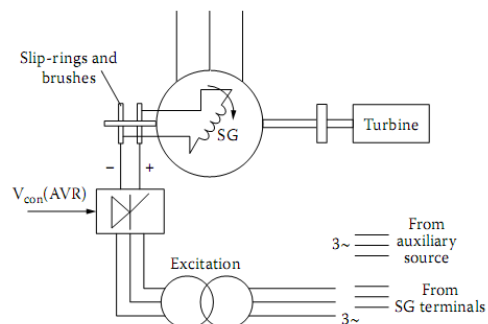 Slip-rings and
brushes
SG
Turbine
–
+
V_con(AVR)
Excitation
3~
From
auxiliary
source
From
SG terminals
3~